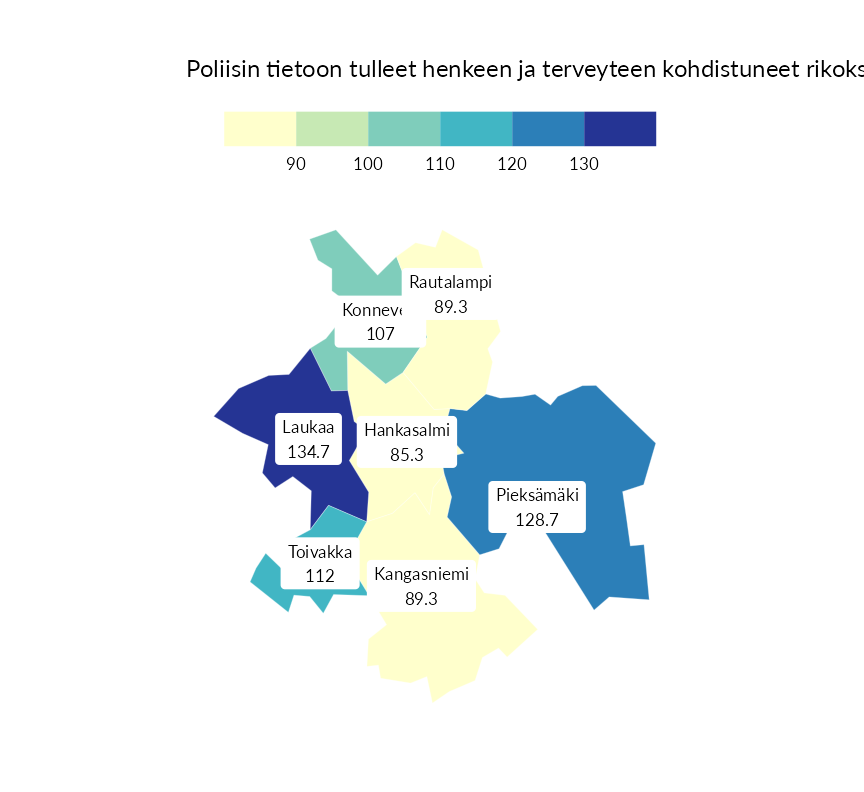 Poliisin tietoon tulleet henkeen ja terveyteen kohdistuneet rikoks
90 100 110 120 130
Rautalampi
89.3
Konneve
107
Laukaa
134.7
Hankasalmi
85.3
Pieksämäki
128.7
Toivakka
112
Kangasniemi
89.3